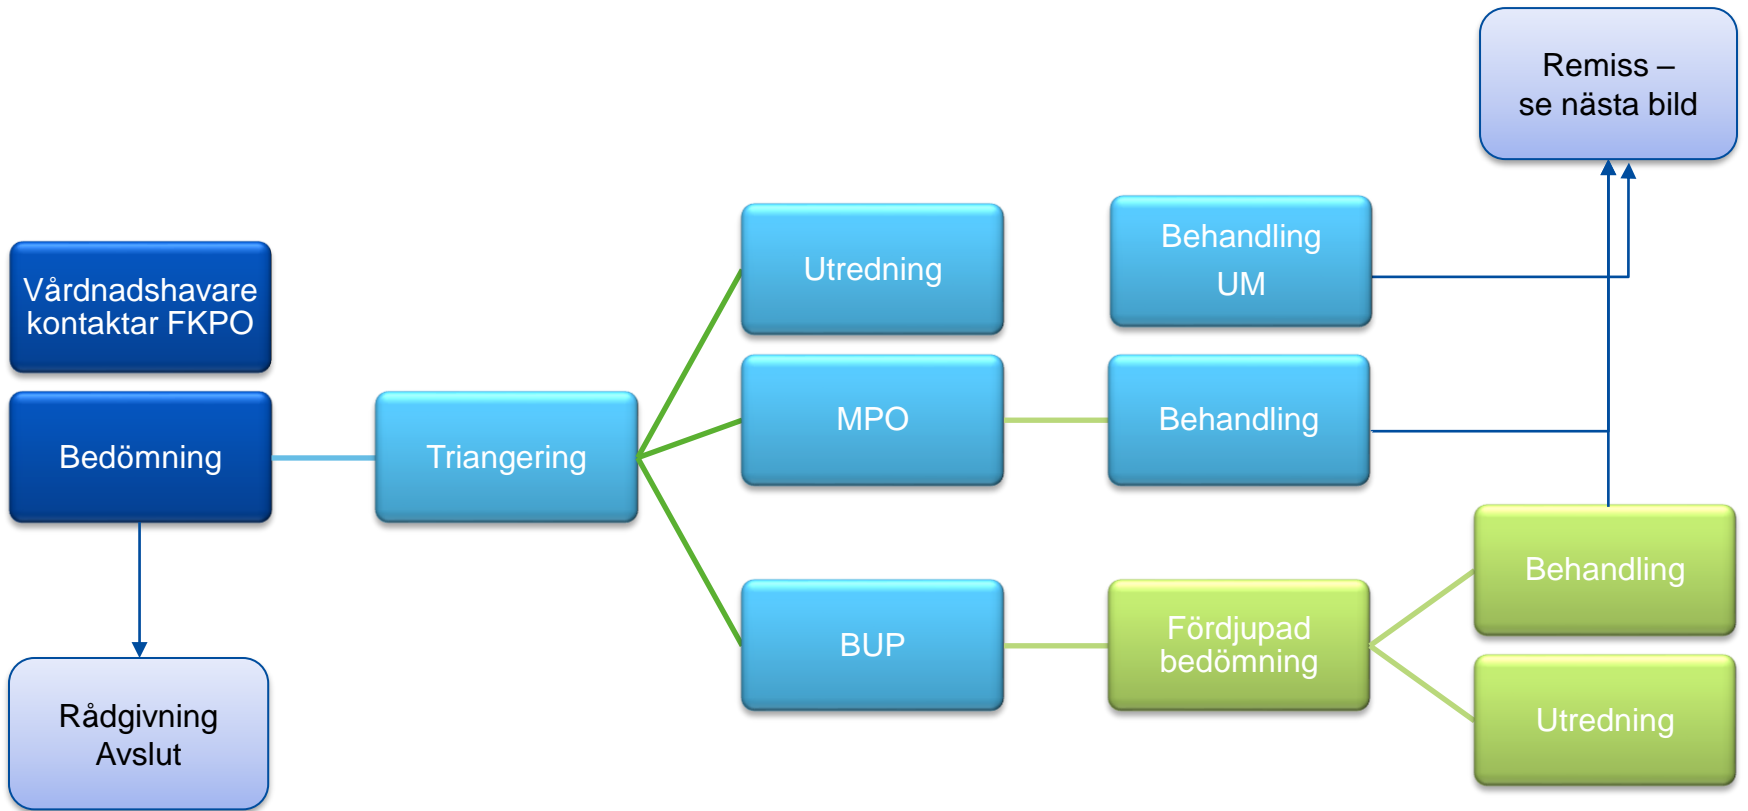 Remiss –
se nästa bild
Vårdnadshavare
kontaktar FKPO
Utredning
Behandling
UM
Bedömning
Triangering
MPO
Behandling
BUP
Fördjupad
bedömning
Behandling
Utredning
Rådgivning
Avslut